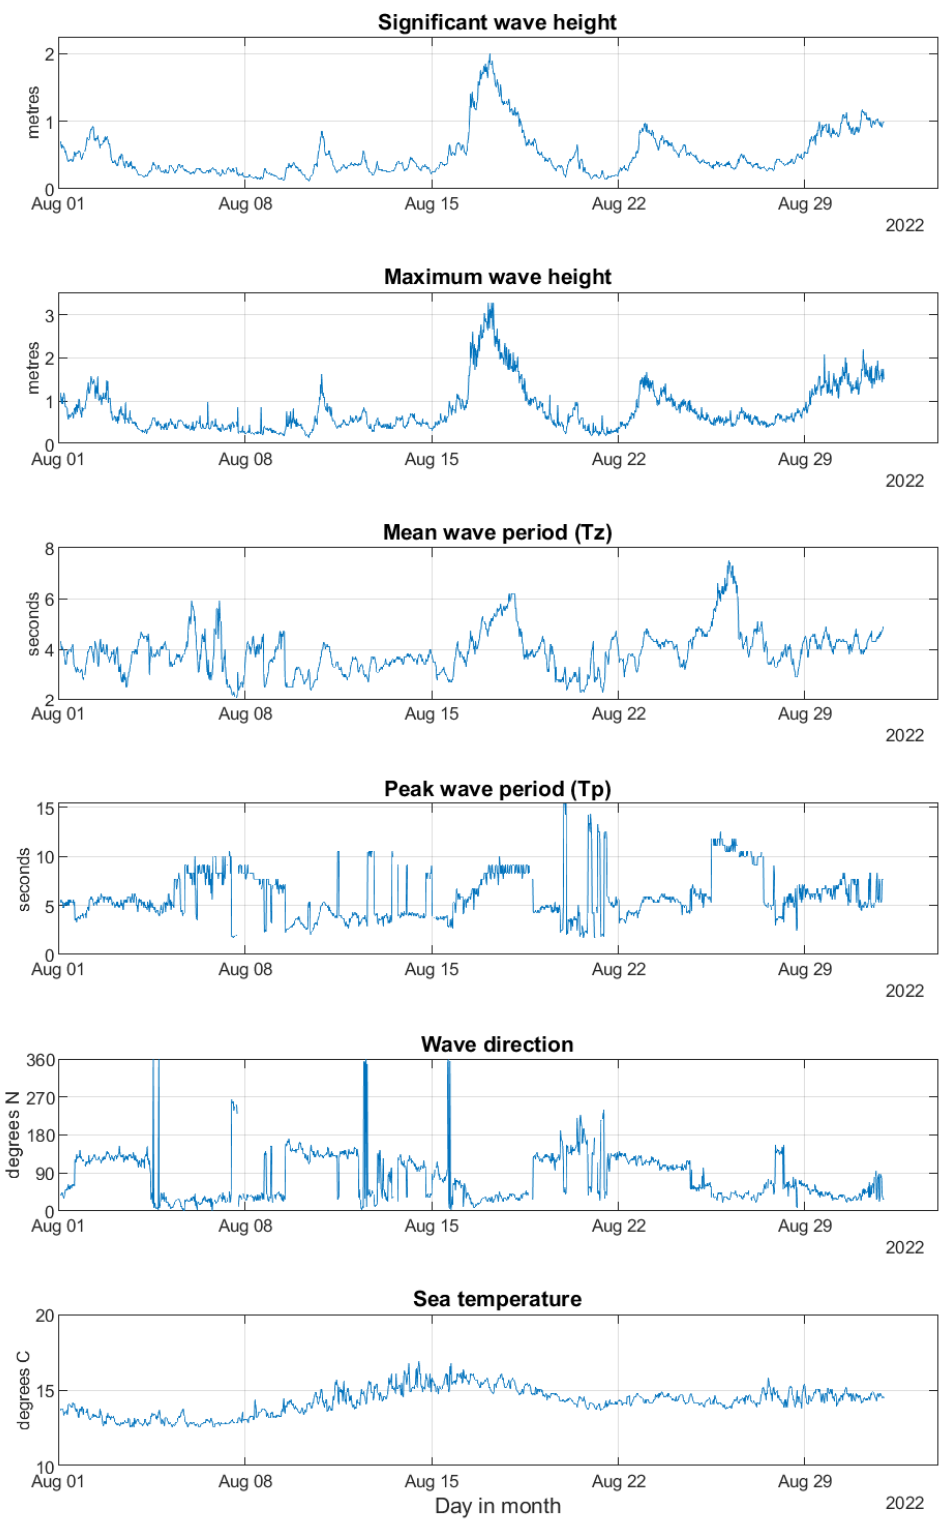 Significant wave height
metres
2
1
0
Aug 01 Aug 08 Aug 15 Aug 22 Aug 29
2022
Maximum wave height
metres
3
2
1
0
Aug 01 Aug 08 Aug 15 Aug 22 Aug 29
2022
Mean wave period (Tz)
seconds
8
6
4
2
Aug 01 Aug 08 Aug 15 Aug 22 Aug 29
2022
Peak wave period (Tp)
seconds
15
10
5
0
Aug 01 Aug 08 Aug 15 Aug 22 Aug 29
2022
Wave direction
degrees N
360
270
180
90
0
Aug 01 Aug 08 Aug 15 Aug 22 Aug 29
2022
Sea temperature
degrees C
20
15
10
Aug 01 Aug 08 Aug 15 Aug 22 Aug 29
Day in month
2022